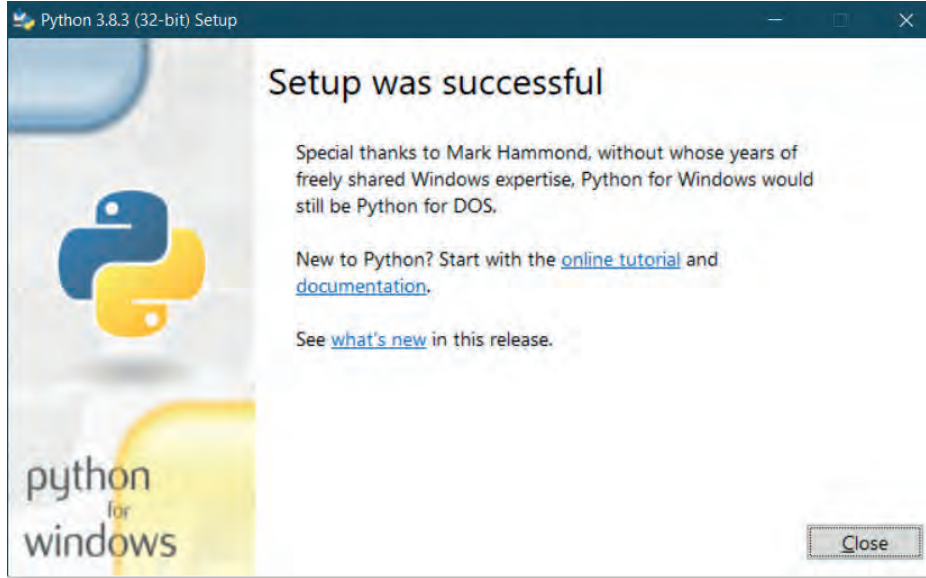 Python 3.8.3 (32-bit) Setup
Setup was successful
Special thanks to Mark Hammond, without whose years of
freely shared Windows expertise, Python for Windows would
still be Python for DOS.
New to Python? Start with the online tutorial and
documentation.
See what's new in this release.
python
for
windows
Close